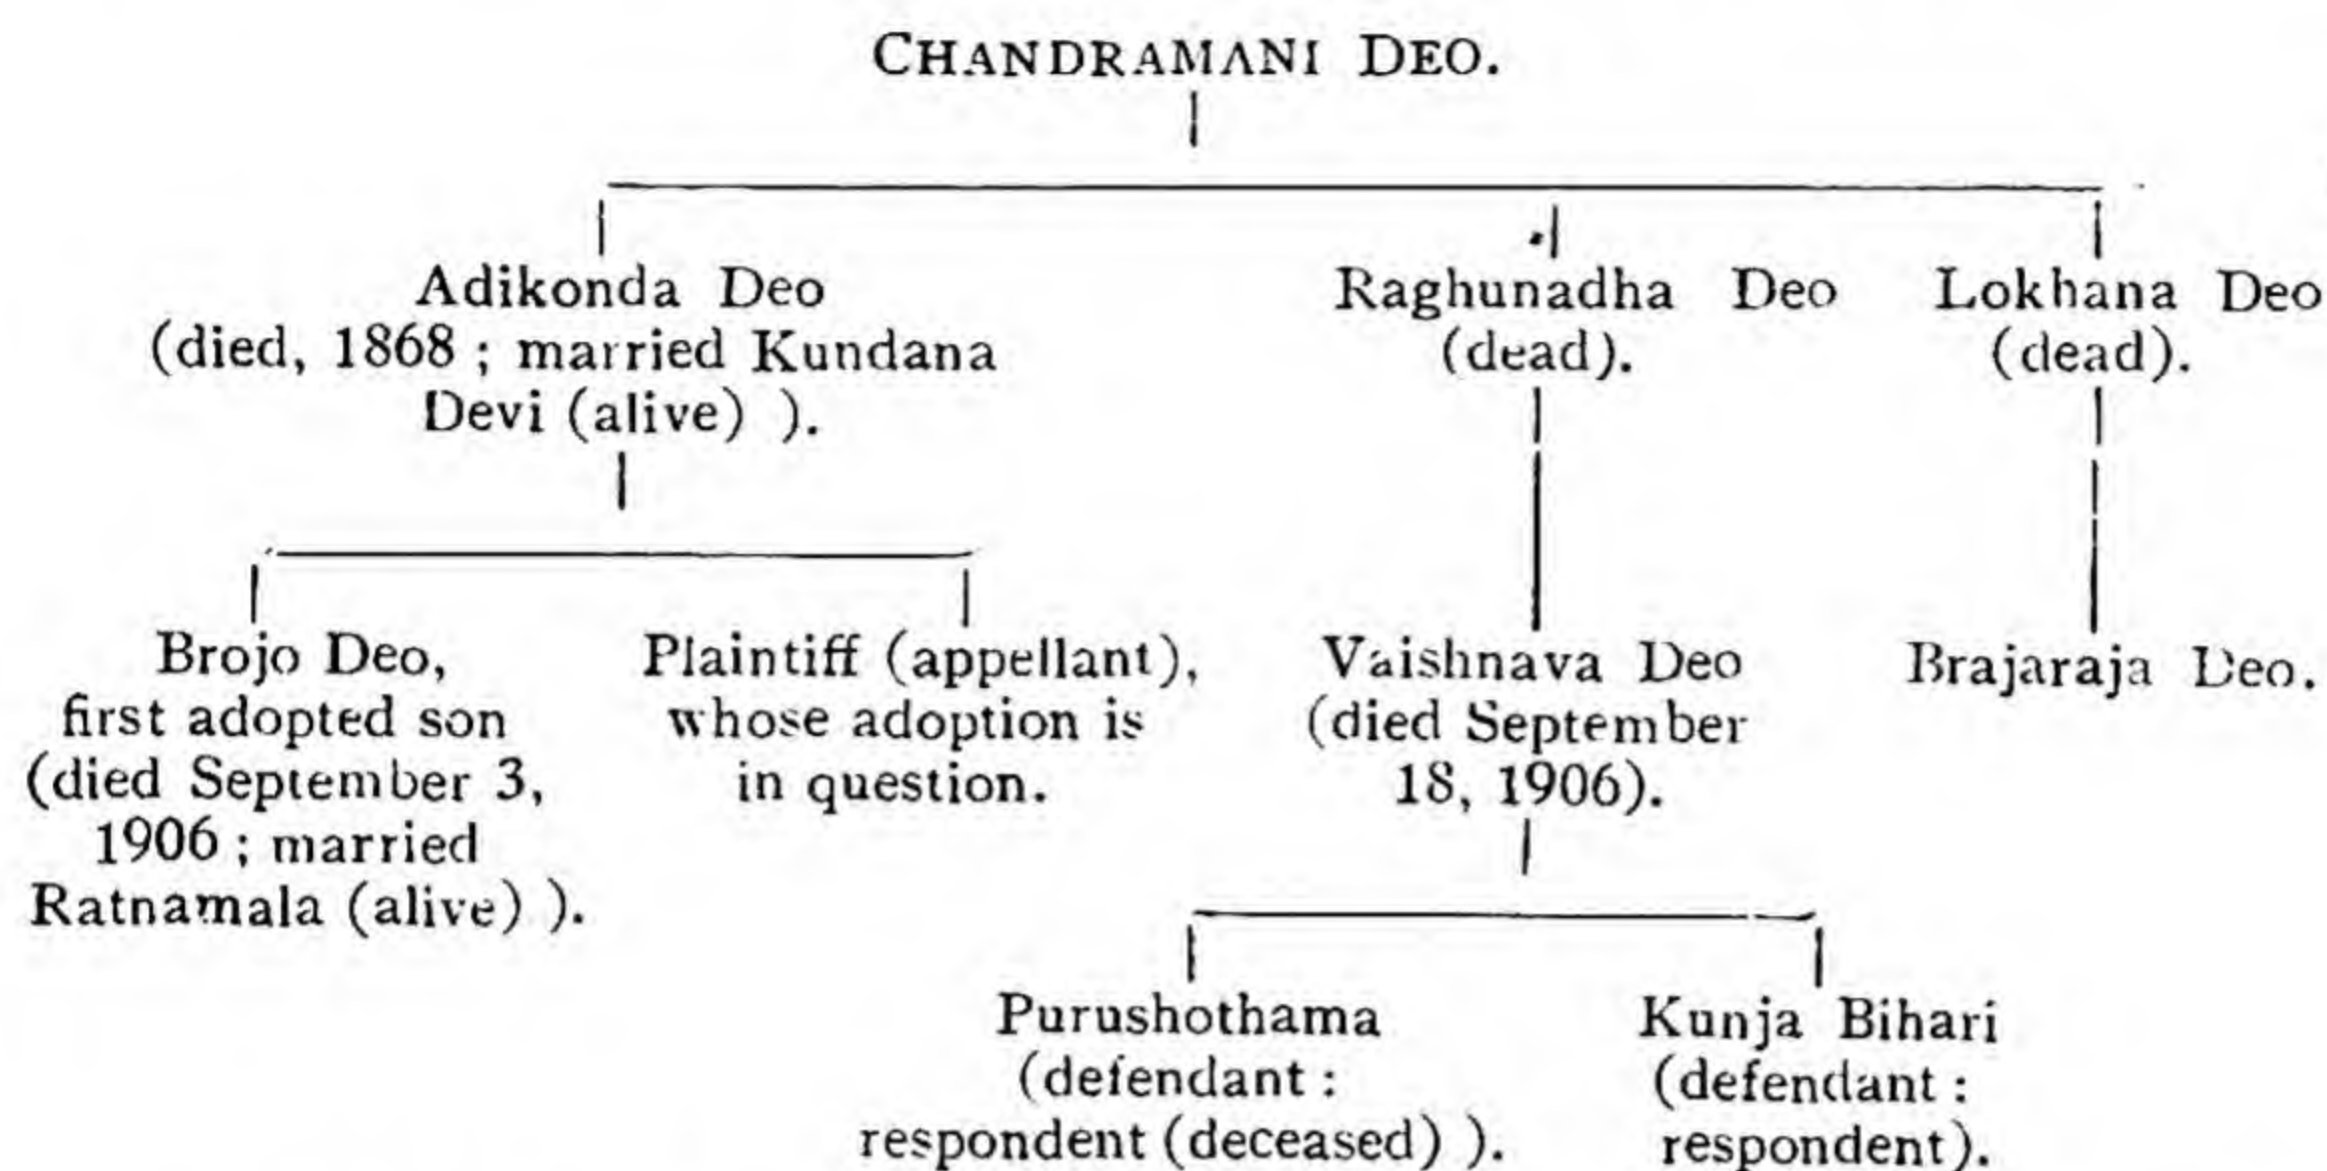 CHANDRAMANI DEO.
Adikonda Deo
(died, 1868 ; married Kundana
Devi (alive) ).
Raghunadha Deo
(dead).
Lokhana Deo
(dead).
Brojo Deo,
first adopted son
(died September 3,
1906 ; married
Ratnamala (alive) ).
Plaintiff (appellant),
whose adoption is
in question.
Vaishnava Deo
(died September
18, 1906).
Brajaraja Deo.
Purushothama
(defendant :
respondent (deceased) ).
Kunja Bihari
(defendant :
respondent).